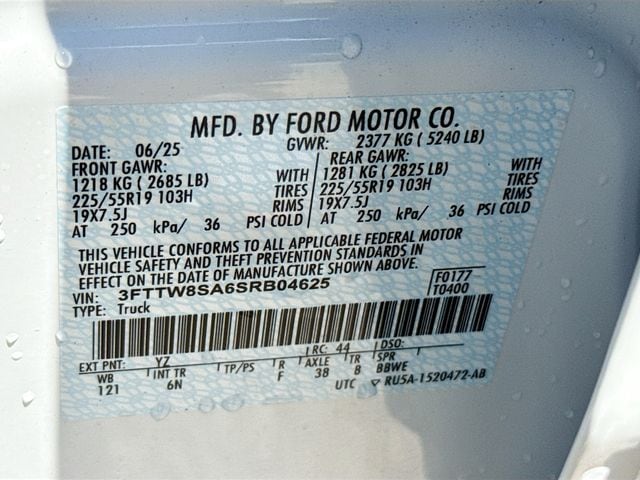 MFD. BY FORD MOTOR CO.
DATE: 06/25 GVWR: 2377 KG ( 5240 LB)
FRONT GAWR: REAR GAWR:
1218 KG ( 2685 LB) WITH 1281 KG ( 2825 LB) WITH
225/55R19 103H TIRES 225/55R19 103H TIRES
19X7.5J RIMS 19X7.5J RIMS
AT 250 kPa/ 36 PSI COLD AT 250 kPa/ 36 PSI COLD
THIS VEHICLE CONFORMS TO ALL APPLICABLE FEDERAL MOTOR
VEHICLE SAFETY AND THEFT PREVENTION STANDARDS IN
EFFECT ON THE DATE OF MANUFACTURE SHOWN ABOVE.
VIN: 3FTTW8SA6SRB04625 F0177
TYPE: Truck T0400
EXT PNT: YZ RC: 44 DSO:
WB INT TR TP/PS R AXLE TR SPR
121 6N F 38 B BBWE
UTC RU5A-1520472-AB